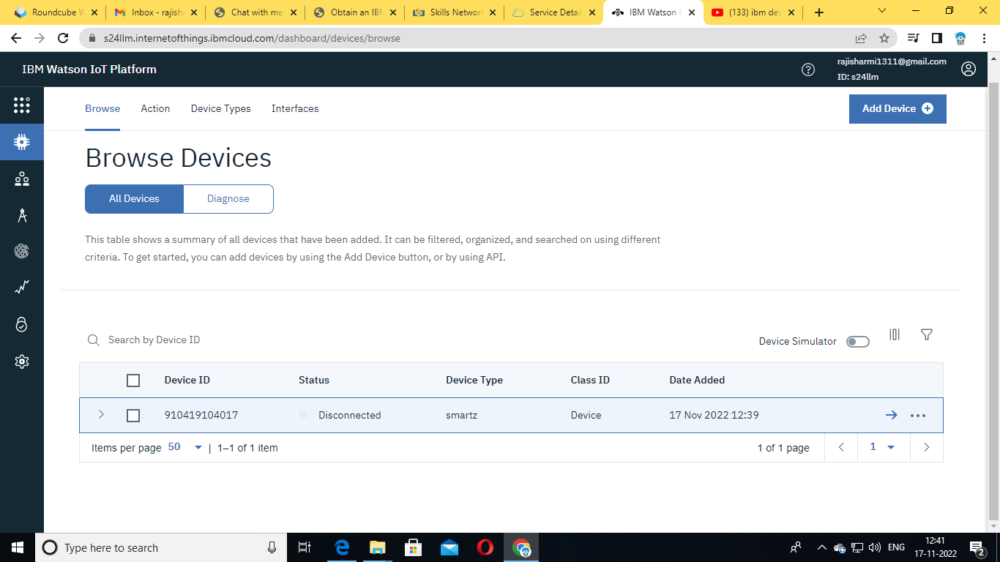 Roundcube W
Inbox - rajish
Chat with me
Obtain an IBM
Skills Network
Service Detail
IBM Watson I
(133) ibm dev
s24llm.internetofthings.ibmcloud.com/dashboard/devices/browse
IBM Watson IoT Platform
rajisharmi1311@gmail.com
ID: s24llm
Browse
Action
Device Types
Interfaces
Add Device
Browse Devices
All Devices
Diagnose
This table shows a summary of all devices that have been added. It can be filtered, organized, and searched on using different
criteria. To get started, you can add devices by using the Add Device button, or by using API.
Search by Device ID
Device Simulator
Device ID Status Device Type Class ID Date Added
910419104017 Disconnected smartz Device 17 Nov 2022 12:39
Items per page 50 | 1–1 of 1 item
1 of 1 page
1
Type here to search
ENG
12:41
17-11-2022
2